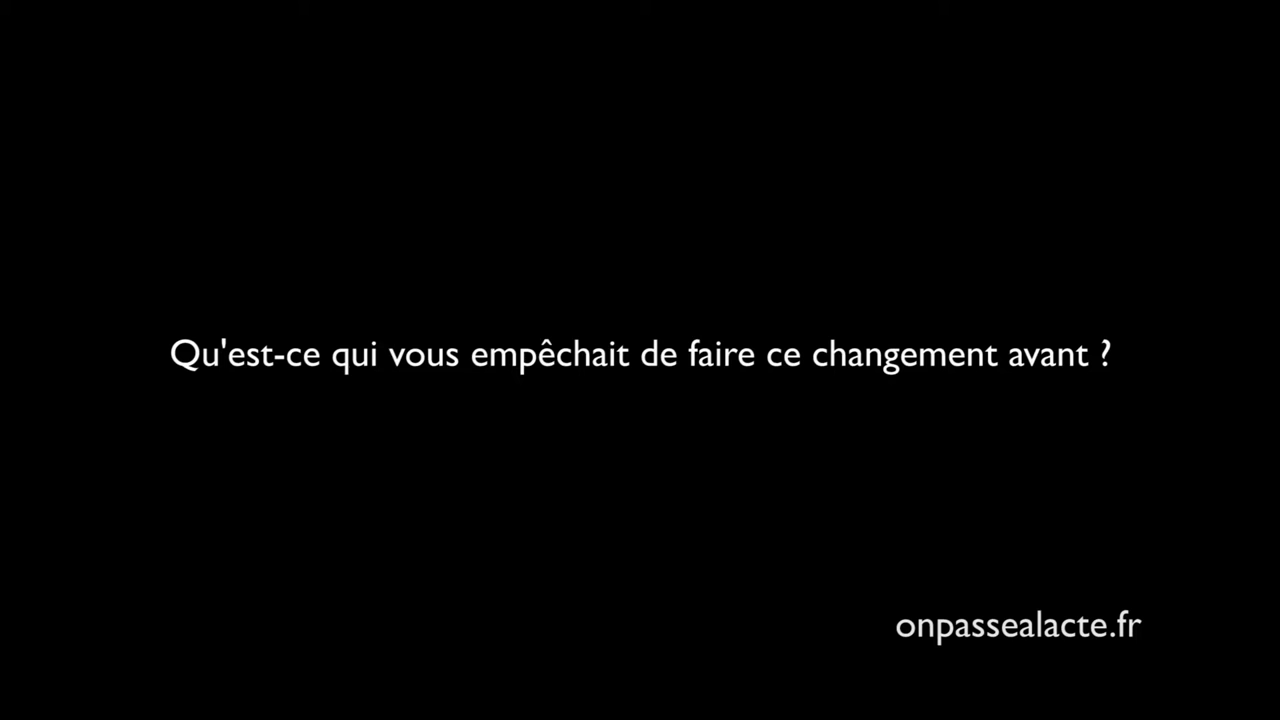 Qu'est-ce qui vous empêchait de faire ce changement avant ?
onpassealacte.fr